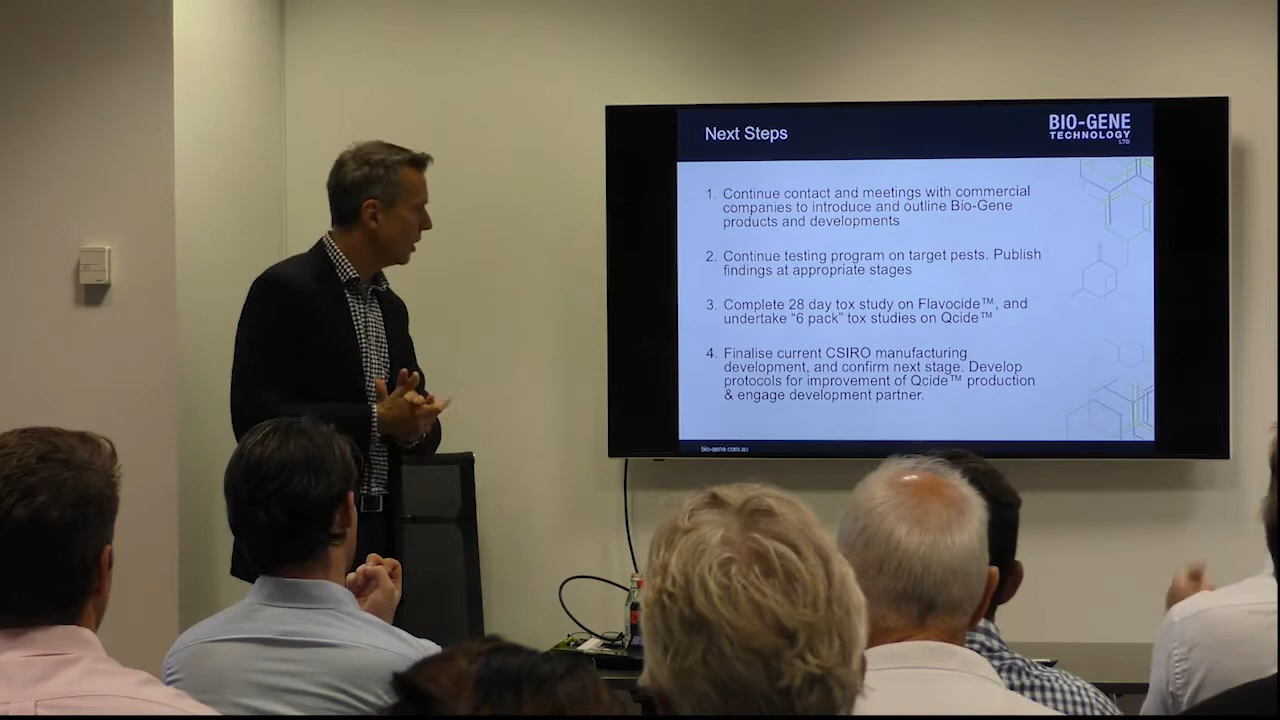 Next Steps
BIO-GENE
TECHNOLOGY
LTD
1. Continue contact and meetings with commercial
companies to introduce and outline Bio-Gene
products and developments
2. Continue testing program on target pests. Publish
findings at appropriate stages
3. Complete 28 day tox study on Flavocide™, and
undertake “6 pack” tox studies on Qcide™
4. Finalise current CSIRO manufacturing
development, and confirm next stage. Develop
protocols for improvement of Qcide™ production
& engage development partner.
bio-gene.com.au